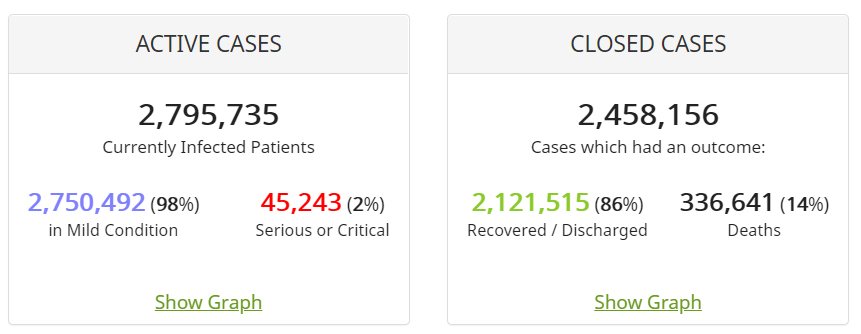 ACTIVE CASES
2,795,735
Currently Infected Patients
2,750,492 (98%)
in Mild Condition
45,243 (2%)
Serious or Critical
Show Graph
CLOSED CASES
2,458,156
Cases which had an outcome:
2,121,515 (86%)
Recovered / Discharged
336,641 (14%)
Deaths
Show Graph